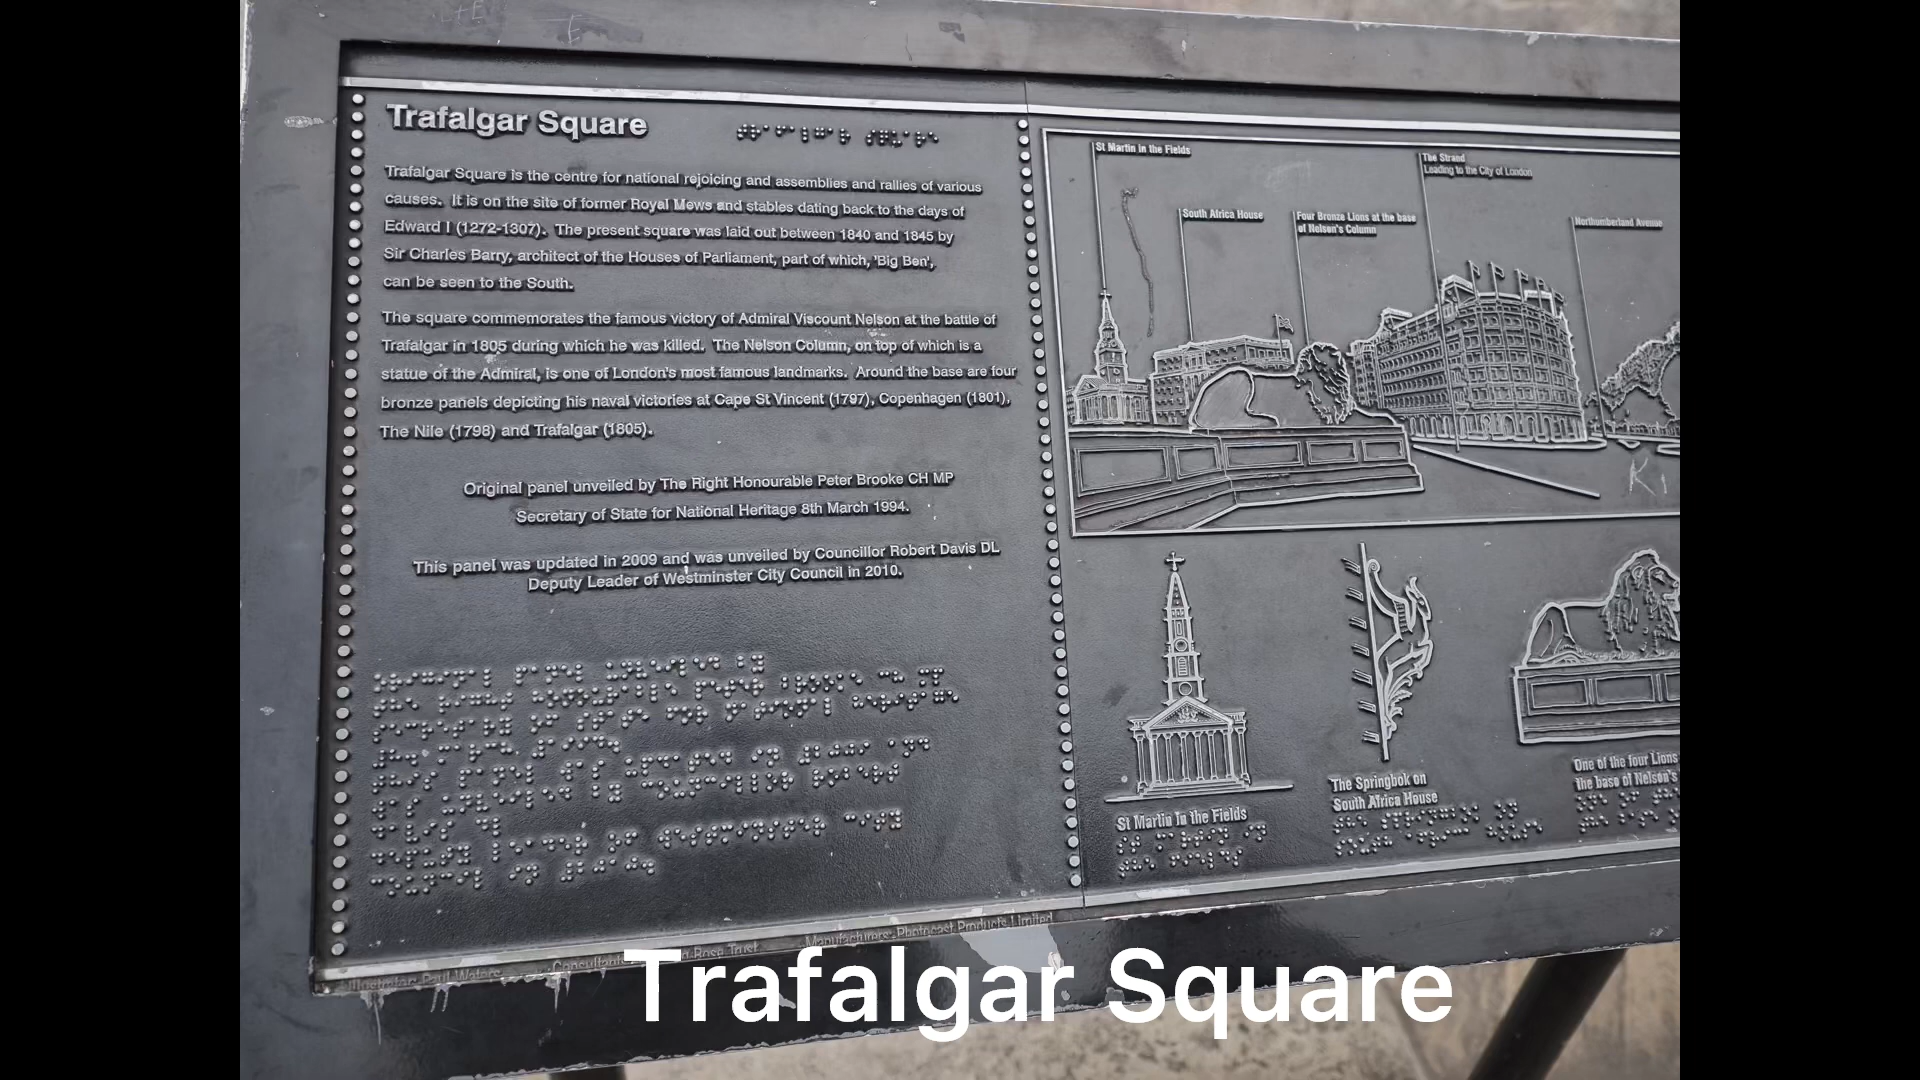 Trafalgar Square
Trafalgar Square is the centre for national rejoicing and assemblies and rallies of various
causes. It is on the site of former Royal Mews and stables dating back to the days of
Edward I (1272-1307). The present square was laid out between 1840 and 1845 by
Sir Charles Barry, architect of the Houses of Parliament, part of which, 'Big Ben',
can be seen to the South.
The square commemorates the famous victory of Admiral Viscount Nelson at the battle of
Trafalgar in 1805 during which he was killed. The Nelson Column, on top of which is a
statue of the Admiral, is one of London's most famous landmarks. Around the base are four
bronze panels depicting his naval victories at Cape St Vincent (1797), Copenhagen (1801),
The Nile (1798) and Trafalgar (1805).
Original panel unveiled by The Right Honourable Peter Brooke CH MP
Secretary of State for National Heritage 8th March 1994.
This panel was updated in 2009 and was unveiled by Councillor Robert Davis DL
Deputy Leader of Westminster City Council in 2010.
St Martin in the Fields
South Africa House
Four Bronze Lions at the base
of Nelson's Column
The Strand
Leading to the City of London
Northumberland Avenue
St Martin in the Fields
The Springbok on
South Africa House
One of the four Lions
the base of Nelson's
Paul Waters
Manufacturers: Photocast Products Limited
Trafalgar Square